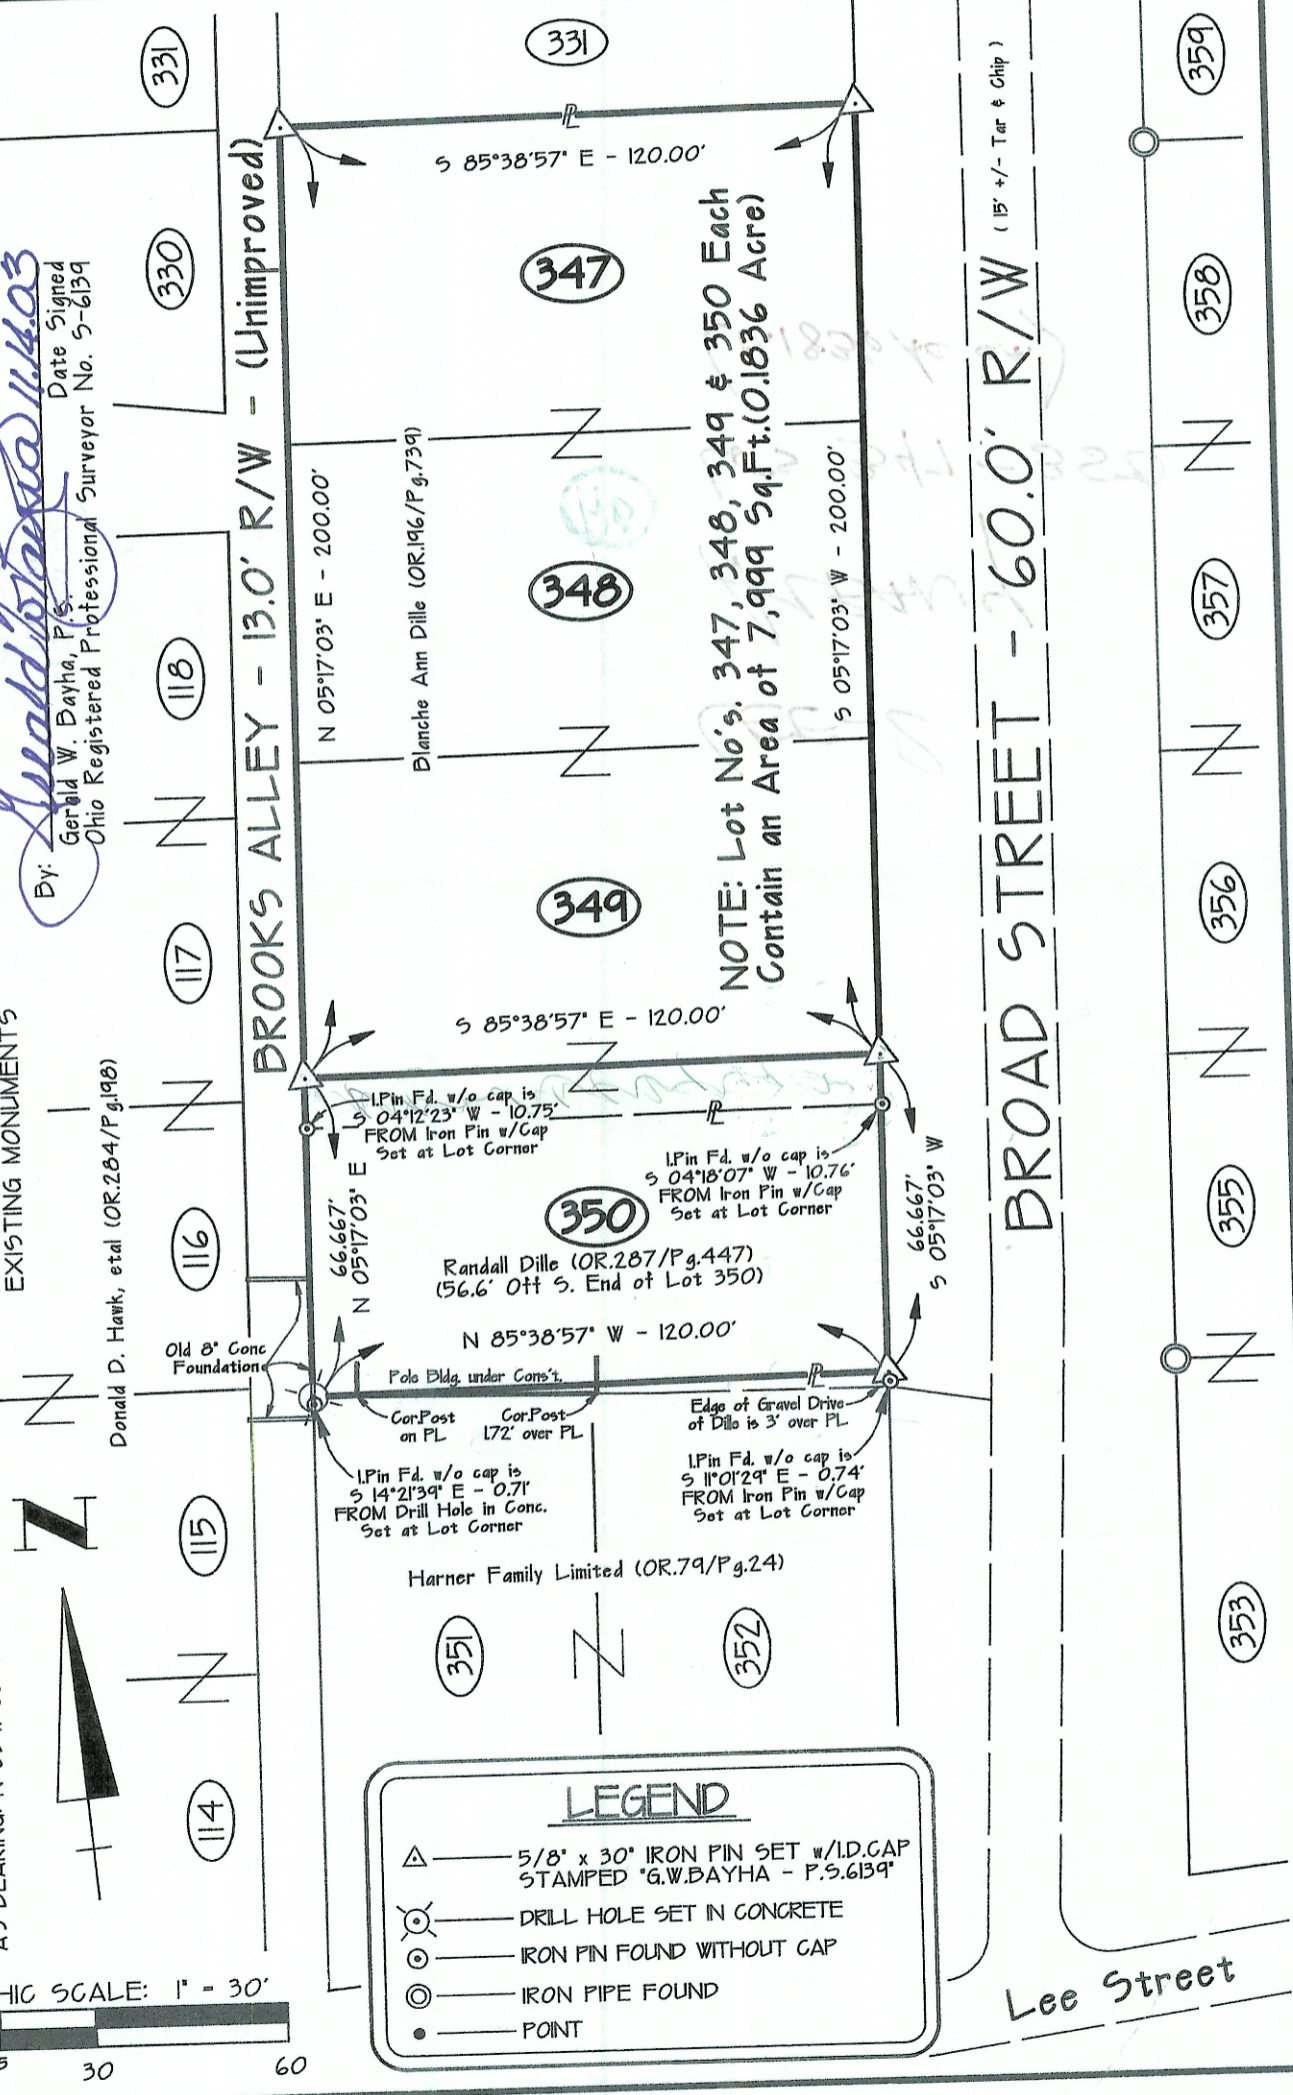 331
331
359
330
347
358
348
357
118
349
356
117
350
355
116
115
351
352
353
114
By:
Gerald W. Bayha, P.S.
Date Signed
11.14.03
Ohio Registered Professional Surveyor No. S-6139
EXISTING MONUMENTS
BROOKS ALLEY - 13.0' R/W - (Unimproved)
℄
S 85°38'57" E - 120.00'
N 05°17'03" E - 200.00'
Blanche Ann Dille (OR.196/Pg.739)
NOTE: Lot No's. 347, 348, 349 & 350 Each
Contain an Area of 7,999 Sq.Ft.(0.1836 Acre)
S 05°17'03" W - 200.00'
BROAD STREET - 60.0' R/W ( 15' +/- Tar & Chip )
S 85°38'57" E - 120.00'
Donald D. Hawk, etal (OR.284/Pg.198)
I.Pin Fd. w/o cap is
S 04°12'23" W - 10.75'
FROM Iron Pin w/Cap
Set at Lot Corner
PL
I.Pin Fd. w/o cap is
S 04°18'07" W - 10.76'
FROM Iron Pin w/Cap
Set at Lot Corner
66.667'
N 05°17'03" E
66.667'
S 05°17'03" W
Randall Dille (OR.287/Pg.447)
(56.6' Off S. End of Lot 350)
N 85°38'57" W - 120.00'
Old 8" Conc
Foundation
Pole Bldg. under Cons't.
PL
Cor.Post
on PL
Cor.Post
1.72' over PL
Edge of Gravel Drive
of Dille is 3' over PL
I.Pin Fd. w/o cap is
S 14°21'39" E - 0.71'
FROM Drill Hole in Conc.
Set at Lot Corner
I.Pin Fd. w/o cap is
S 11°01'29" E - 0.74'
FROM Iron Pin w/Cap
Set at Lot Corner
Harner Family Limited (OR.79/Pg.24)
N
LEGEND
5/8" x 30" IRON PIN SET w/I.D.CAP
STAMPED "G.W.BAYHA - P.S.6139"
DRILL HOLE SET IN CONCRETE
IRON PIN FOUND WITHOUT CAP
IRON PIPE FOUND
POINT
HIC SCALE: 1" = 30'
30
60
Lee Street